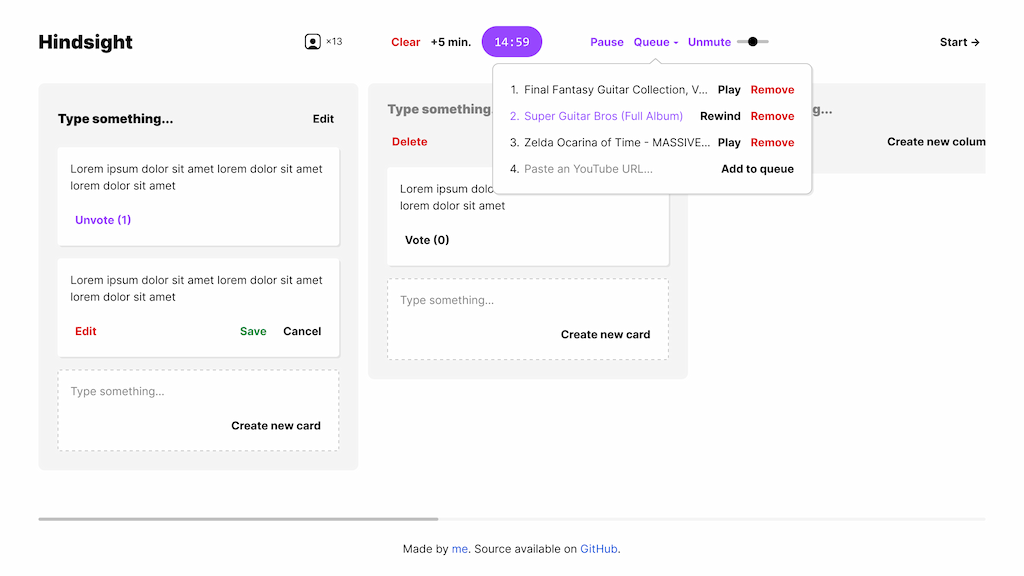 Hindsight
×13
Clear +5 min. 14:59
Pause Queue Unmute
Start →
1. Final Fantasy Guitar Collection, V... Play Remove
2. Super Guitar Bros (Full Album) Rewind Remove
3. Zelda Ocarina of Time - MASSIVE... Play Remove
4. Paste an YouTube URL... Add to queue
Type something... Edit
Lorem ipsum dolor sit amet lorem dolor sit amet
lorem dolor sit amet
Unvote (1)
Lorem ipsum dolor sit amet lorem dolor sit amet
lorem dolor sit amet
Edit Save Cancel
Type something...
Create new card
Type something
Delete
Lorem ipsum
lorem dolor sit amet
Vote (0)
Type something...
Create new card
g...
Create new colum
Made by me. Source available on GitHub.